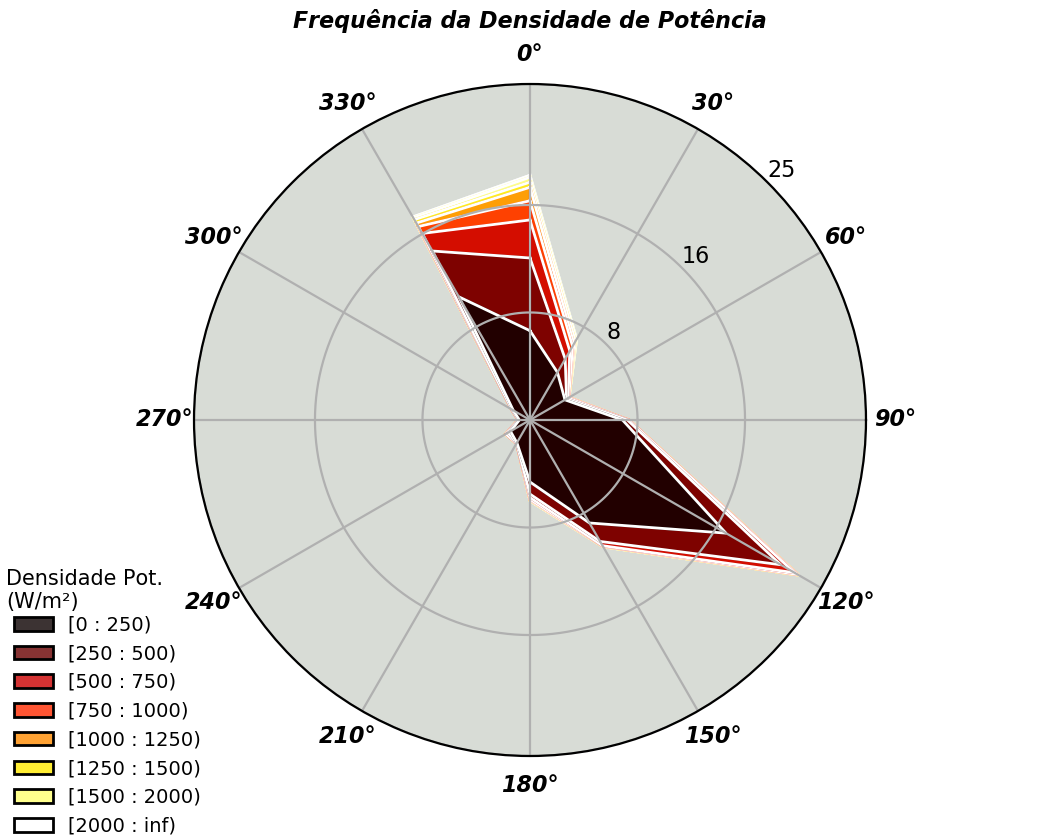 Frequência da Densidade de Potência
0°
330°
30°
25
300°
60°
16
8
270°
90°
240°
120°
210°
150°
180°
Densidade Pot.
(W/m²)
[0 : 250)
[250 : 500)
[500 : 750)
[750 : 1000)
[1000 : 1250)
[1250 : 1500)
[1500 : 2000)
[2000 : inf)